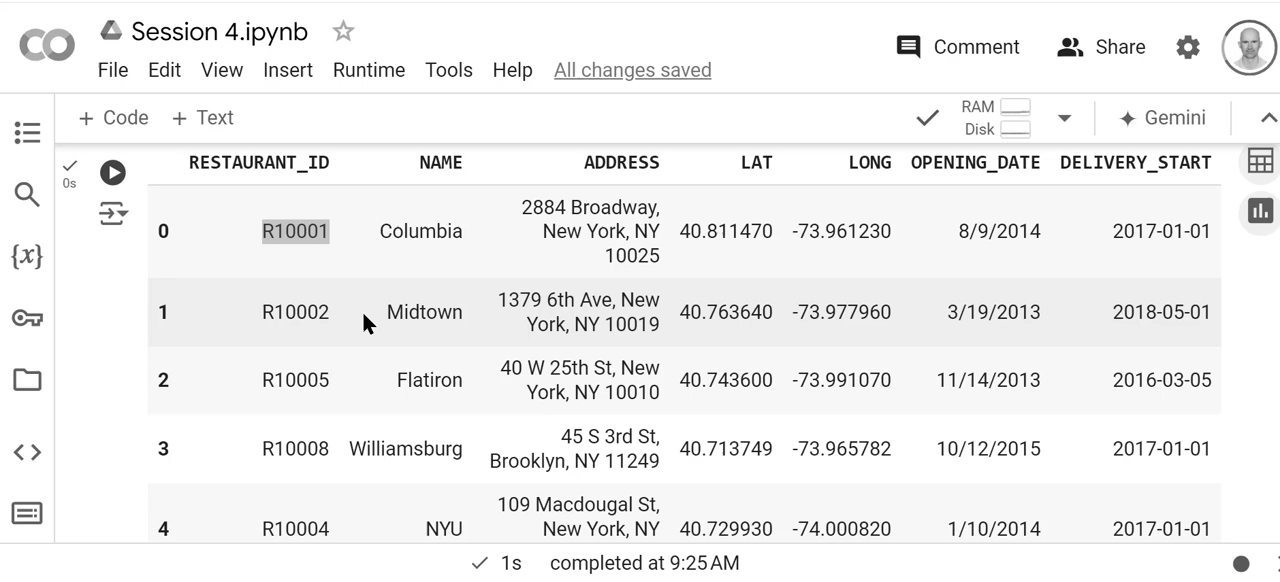 Session 4.ipynb
File Edit View Insert Runtime Tools Help All changes saved
Comment Share
+ Code + Text
RAM
Disk
Gemini
0s
RESTAURANT_ID NAME ADDRESS LAT LONG OPENING_DATE DELIVERY_START
0 R10001 Columbia 2884 Broadway, New York, NY 10025 40.811470 -73.961230 8/9/2014 2017-01-01
1 R10002 Midtown 1379 6th Ave, New York, NY 10019 40.763640 -73.977960 3/19/2013 2018-05-01
2 R10005 Flatiron 40 W 25th St, New York, NY 10010 40.743600 -73.991070 11/14/2013 2016-03-05
3 R10008 Williamsburg 45 S 3rd St, Brooklyn, NY 11249 40.713749 -73.965782 10/12/2015 2017-01-01
4 R10004 NYU 109 Macdougal St, New York, NY 40.729930 -74.000820 1/10/2014 2017-01-01
1s completed at 9:25 AM